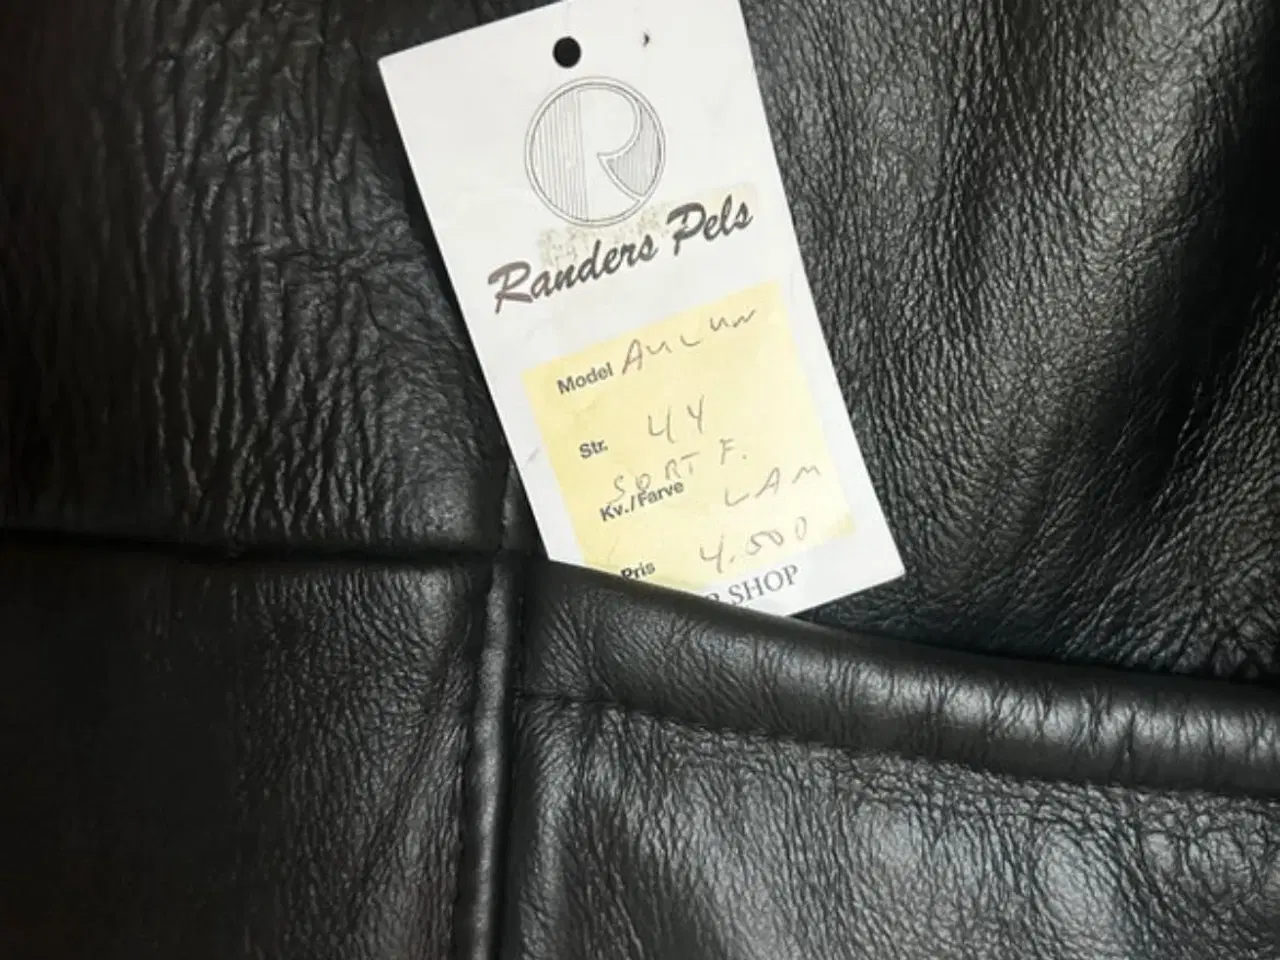 R
Randers Pels
Model
Str. 44
SORT F.
Kv./Farve LAM
Pris 4.500
SHOP